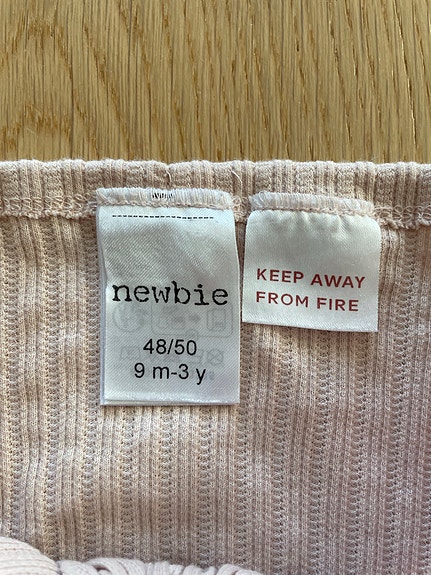 newbie
48/50
9 m-3 y
KEEP AWAY
FROM FIRE